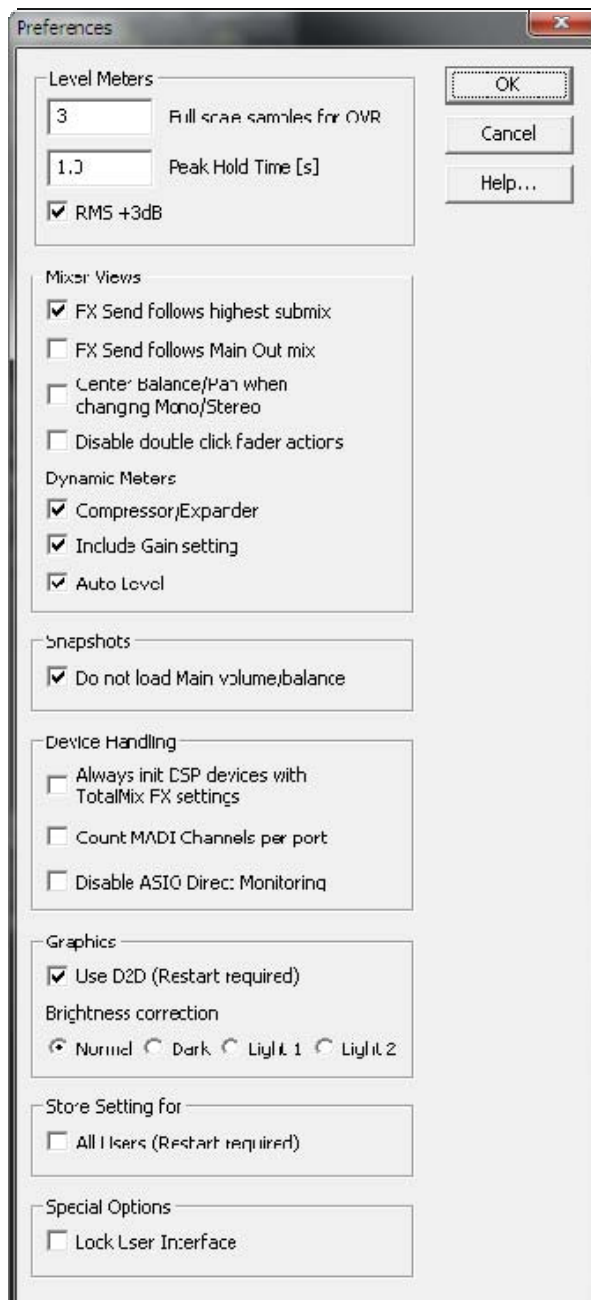 Preferences
Level Meters
3 Full scale samples for OVR
1.0 Peak Hold Time [s]
RMS +3dB
OK
Cancel
Help...
Mixer Views
FX Send follows highest submix
FX Send follows Main Out mix
Center Balance/Pan when
changing Mono/Stereo
Disable double click fader actions
Dynamic Meters
Compressor/Expander
Include Gain setting
Auto Level
Snapshots
Do not load Main volume/balance
Device Handling
Always init DSP devices with
TotalMix FX settings
Count MADI Channels per port
Disable ASIO Direct Monitoring
Graphics
Use D2D (Restart required)
Brightness correction
Normal Dark Light 1 Light 2
Store Setting for
All Users (Restart required)
Special Options
Lock User Interface